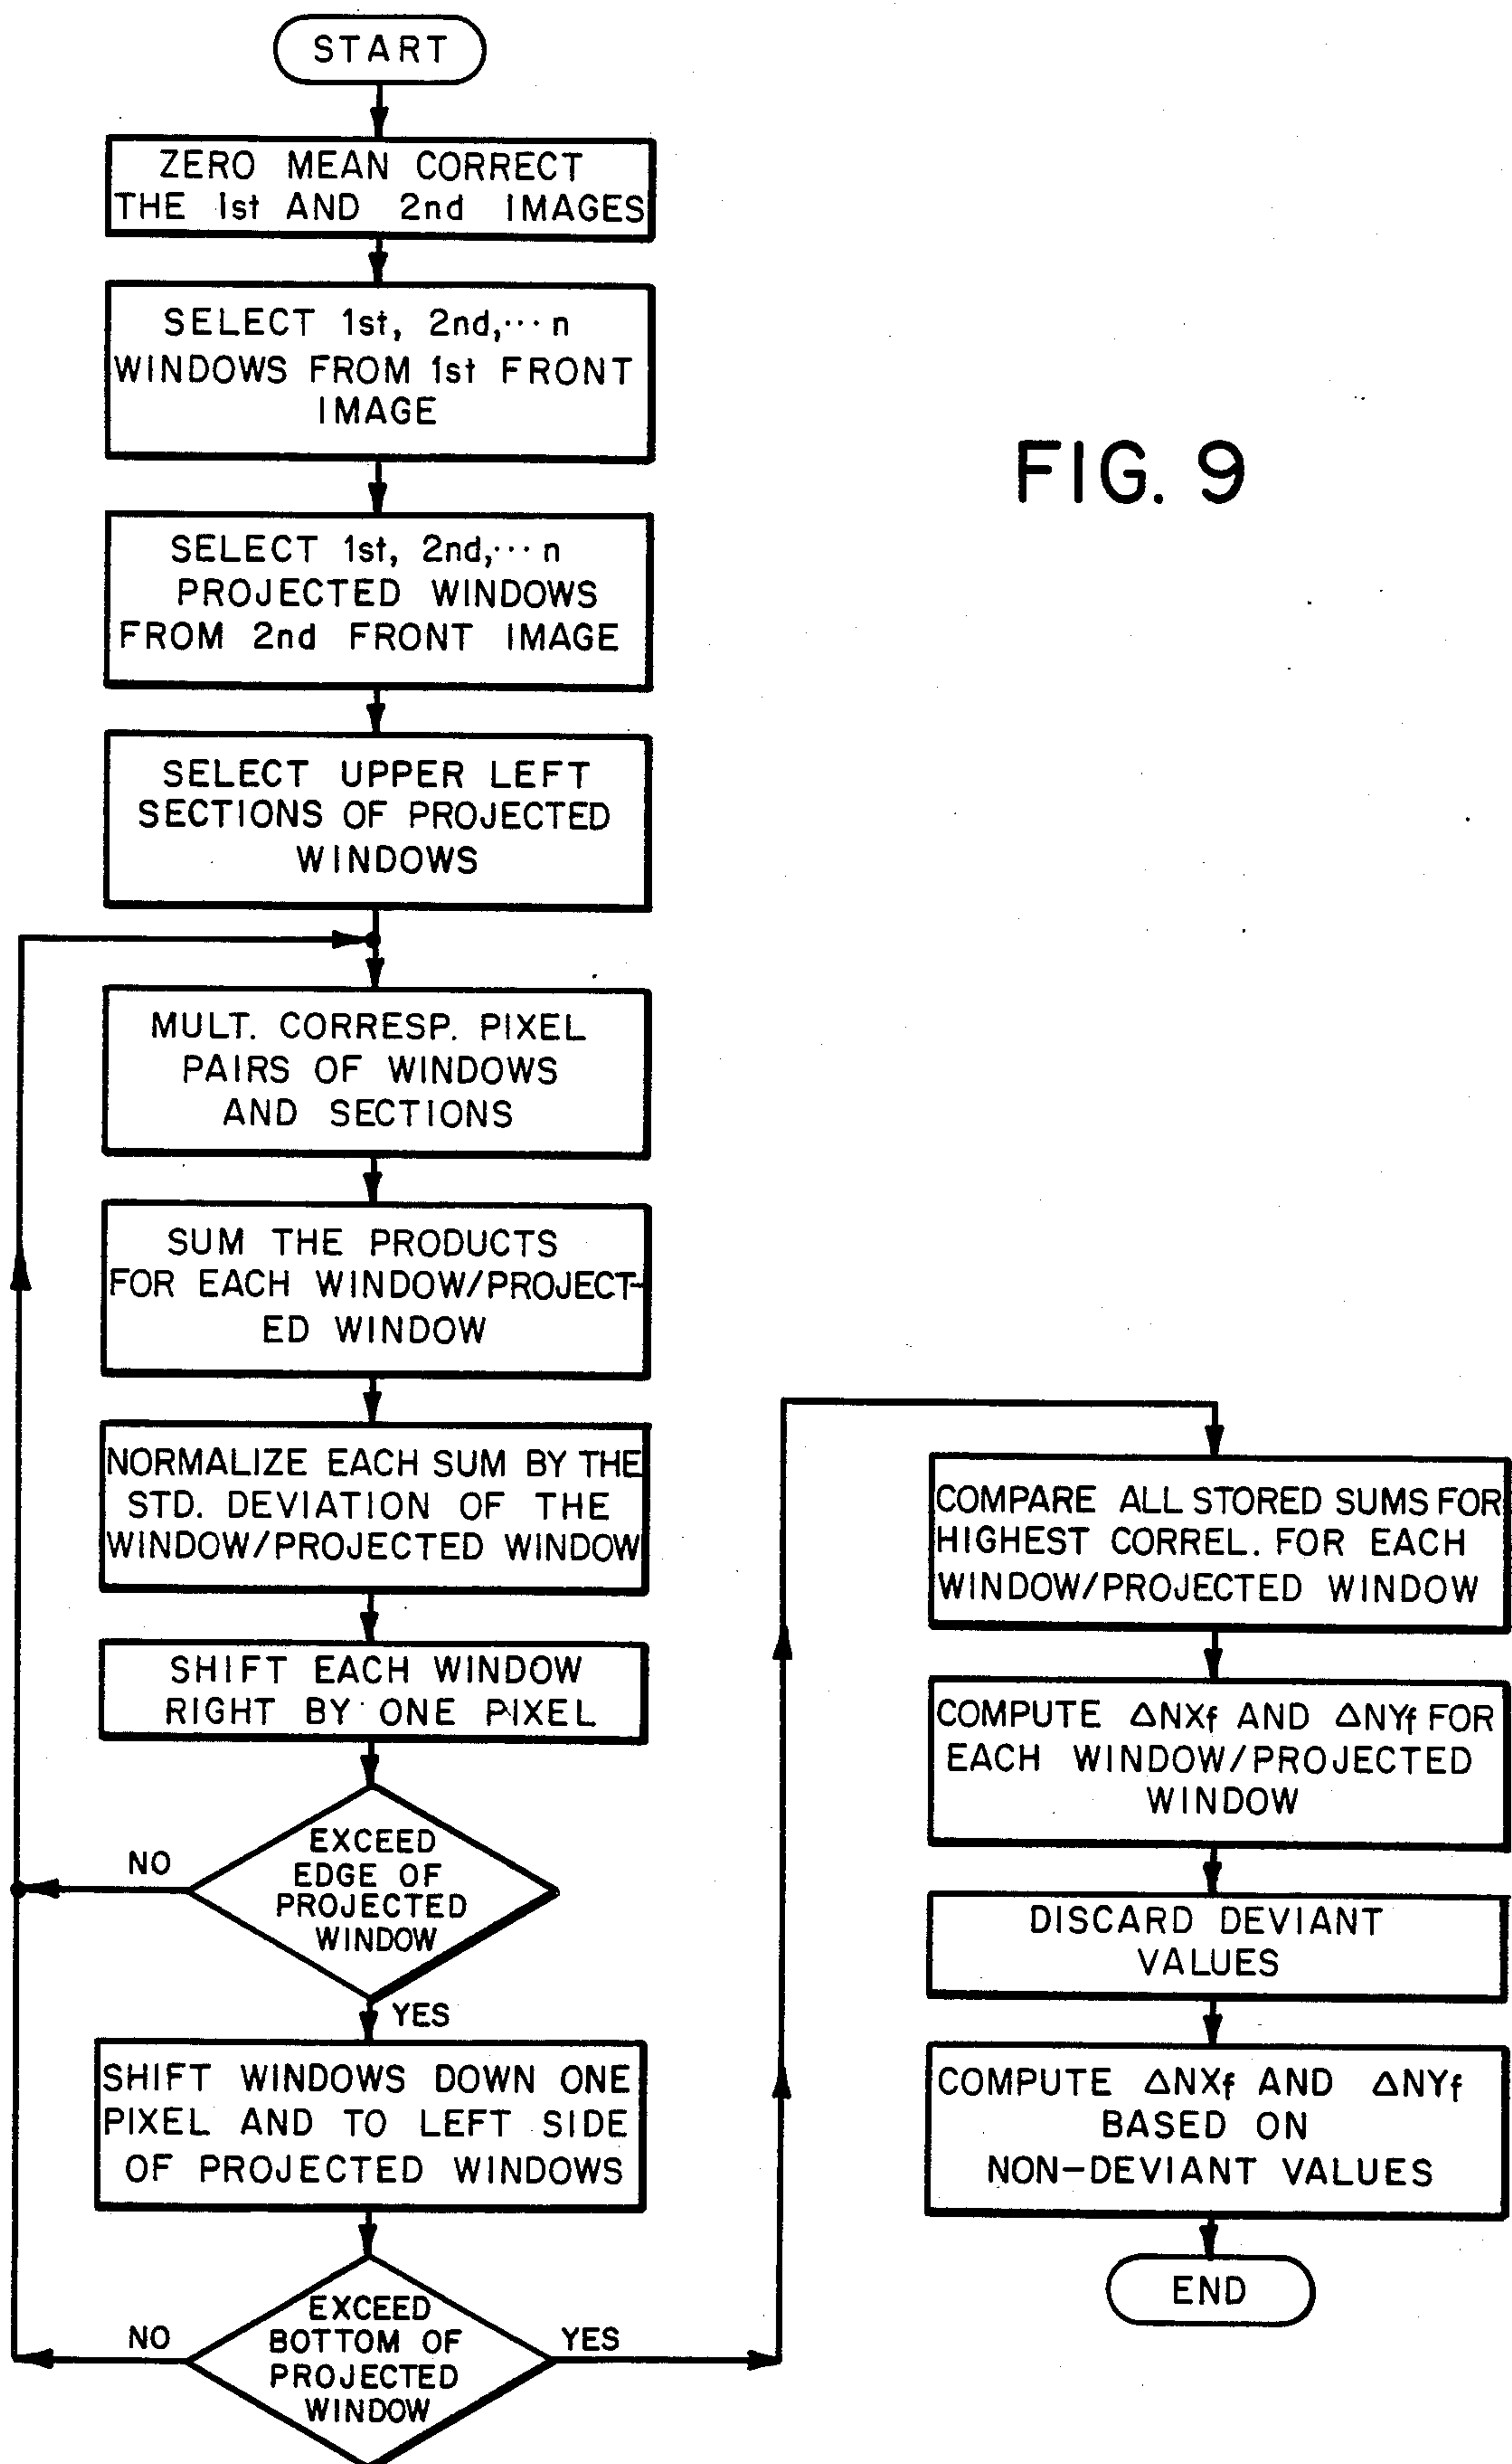 START
ZERO MEAN CORRECT
THE 1st AND 2nd IMAGES
SELECT 1st, 2nd,··· n
WINDOWS FROM 1st FRONT
IMAGE
SELECT 1st, 2nd,··· n
PROJECTED WINDOWS
FROM 2nd FRONT IMAGE
SELECT UPPER LEFT
SECTIONS OF PROJECTED
WINDOWS
MULT. CORRESP. PIXEL
PAIRS OF WINDOWS
AND SECTIONS
SUM THE PRODUCTS
FOR EACH WINDOW/PROJECT-
ED WINDOW
NORMALIZE EACH SUM BY THE
STD. DEVIATION OF THE
WINDOW/PROJECTED WINDOW
SHIFT EACH WINDOW
RIGHT BY ONE PIXEL
EXCEED
EDGE OF
PROJECTED
WINDOW
NO
YES
SHIFT WINDOWS DOWN ONE
PIXEL AND TO LEFT SIDE
OF PROJECTED WINDOWS
EXCEED
BOTTOM OF
PROJECTED
WINDOW
NO
YES
FIG. 9
COMPARE ALL STORED SUMS FOR
HIGHEST CORREL. FOR EACH
WINDOW/PROJECTED WINDOW
COMPUTE ΔNXf AND ΔNYf FOR
EACH WINDOW/PROJECTED
WINDOW
DISCARD DEVIANT
VALUES
COMPUTE ΔNXf AND ΔNYf
BASED ON
NON-DEVIANT VALUES
END